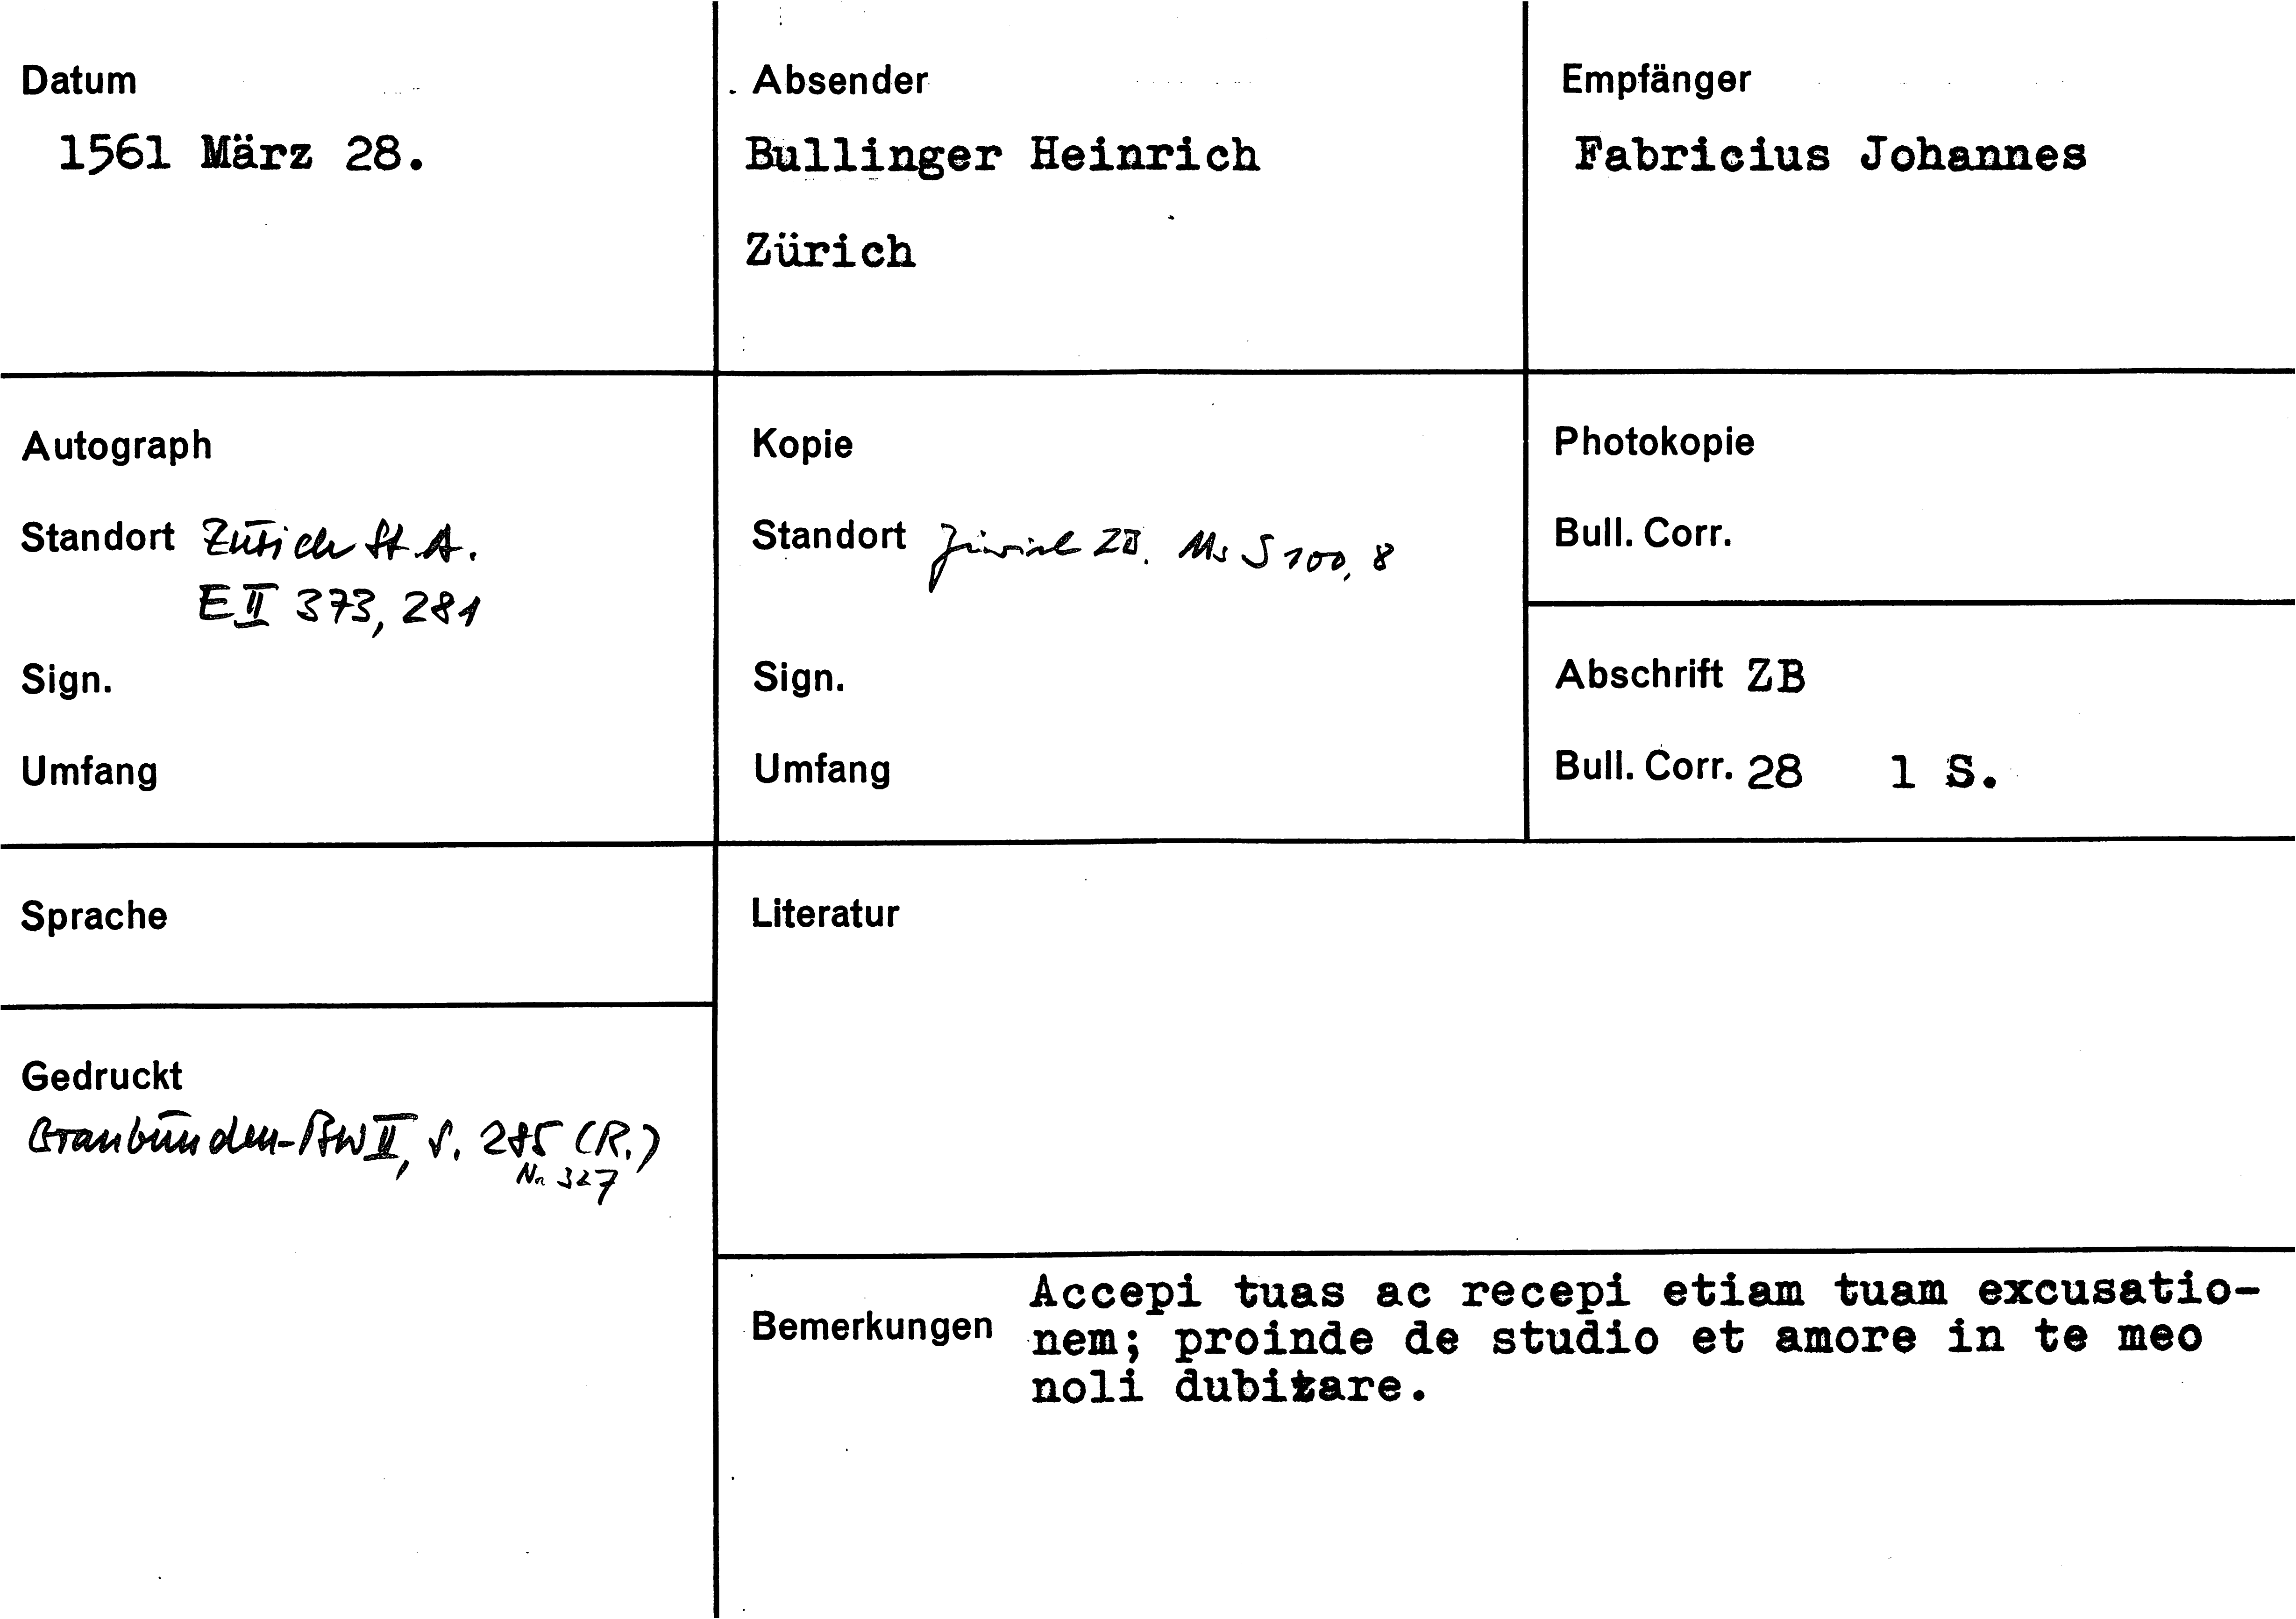 Datum
1561 März 28.
Absender
Bullinger Heinrich
Zürich
Empfänger
Fabricius Johannes
Autograph
Standort Zürich St.A.
E II 373, 281
Sign.
Umfang
Kopie
Standort Zürich ZB. Ms S 100, 8
Sign.
Umfang
Photokopie
Bull. Corr.
Abschrift ZB
Bull. Corr. 28 1 S.
Sprache
Gedruckt
Graubünden-BW II, S. 285 (R.)
Nr. 327
Literatur
Bemerkungen
Accepi tuas ac recepi etiam tuam excusatio-
nem; proinde de studio et amore in te meo
noli dubitare.